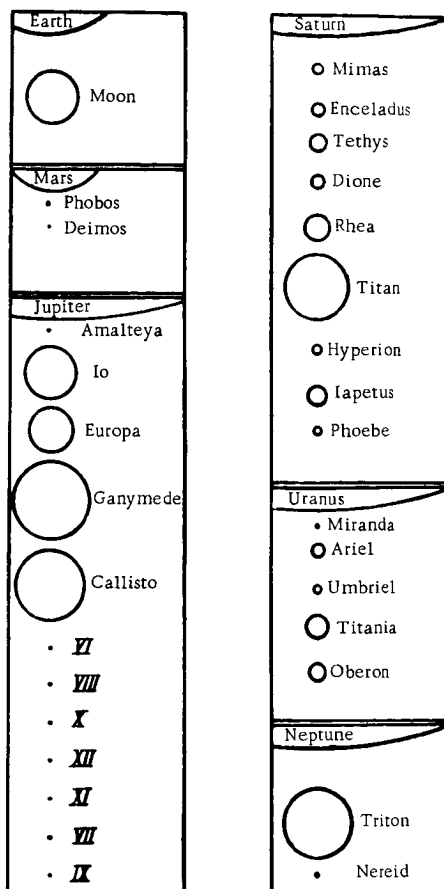 Earth
Moon
Mars
Phobos
Deimos
Jupiter
Amalteya
Io
Europa
Ganymede
Callisto
VI
VIII
X
XII
XI
VII
IX
Saturn
Mimas
Enceladus
Tethys
Dione
Rhea
Titan
Hyperion
Iapetus
Phoebe
Uranus
Miranda
Ariel
Umbriel
Titania
Oberon
Neptune
Triton
Nereid